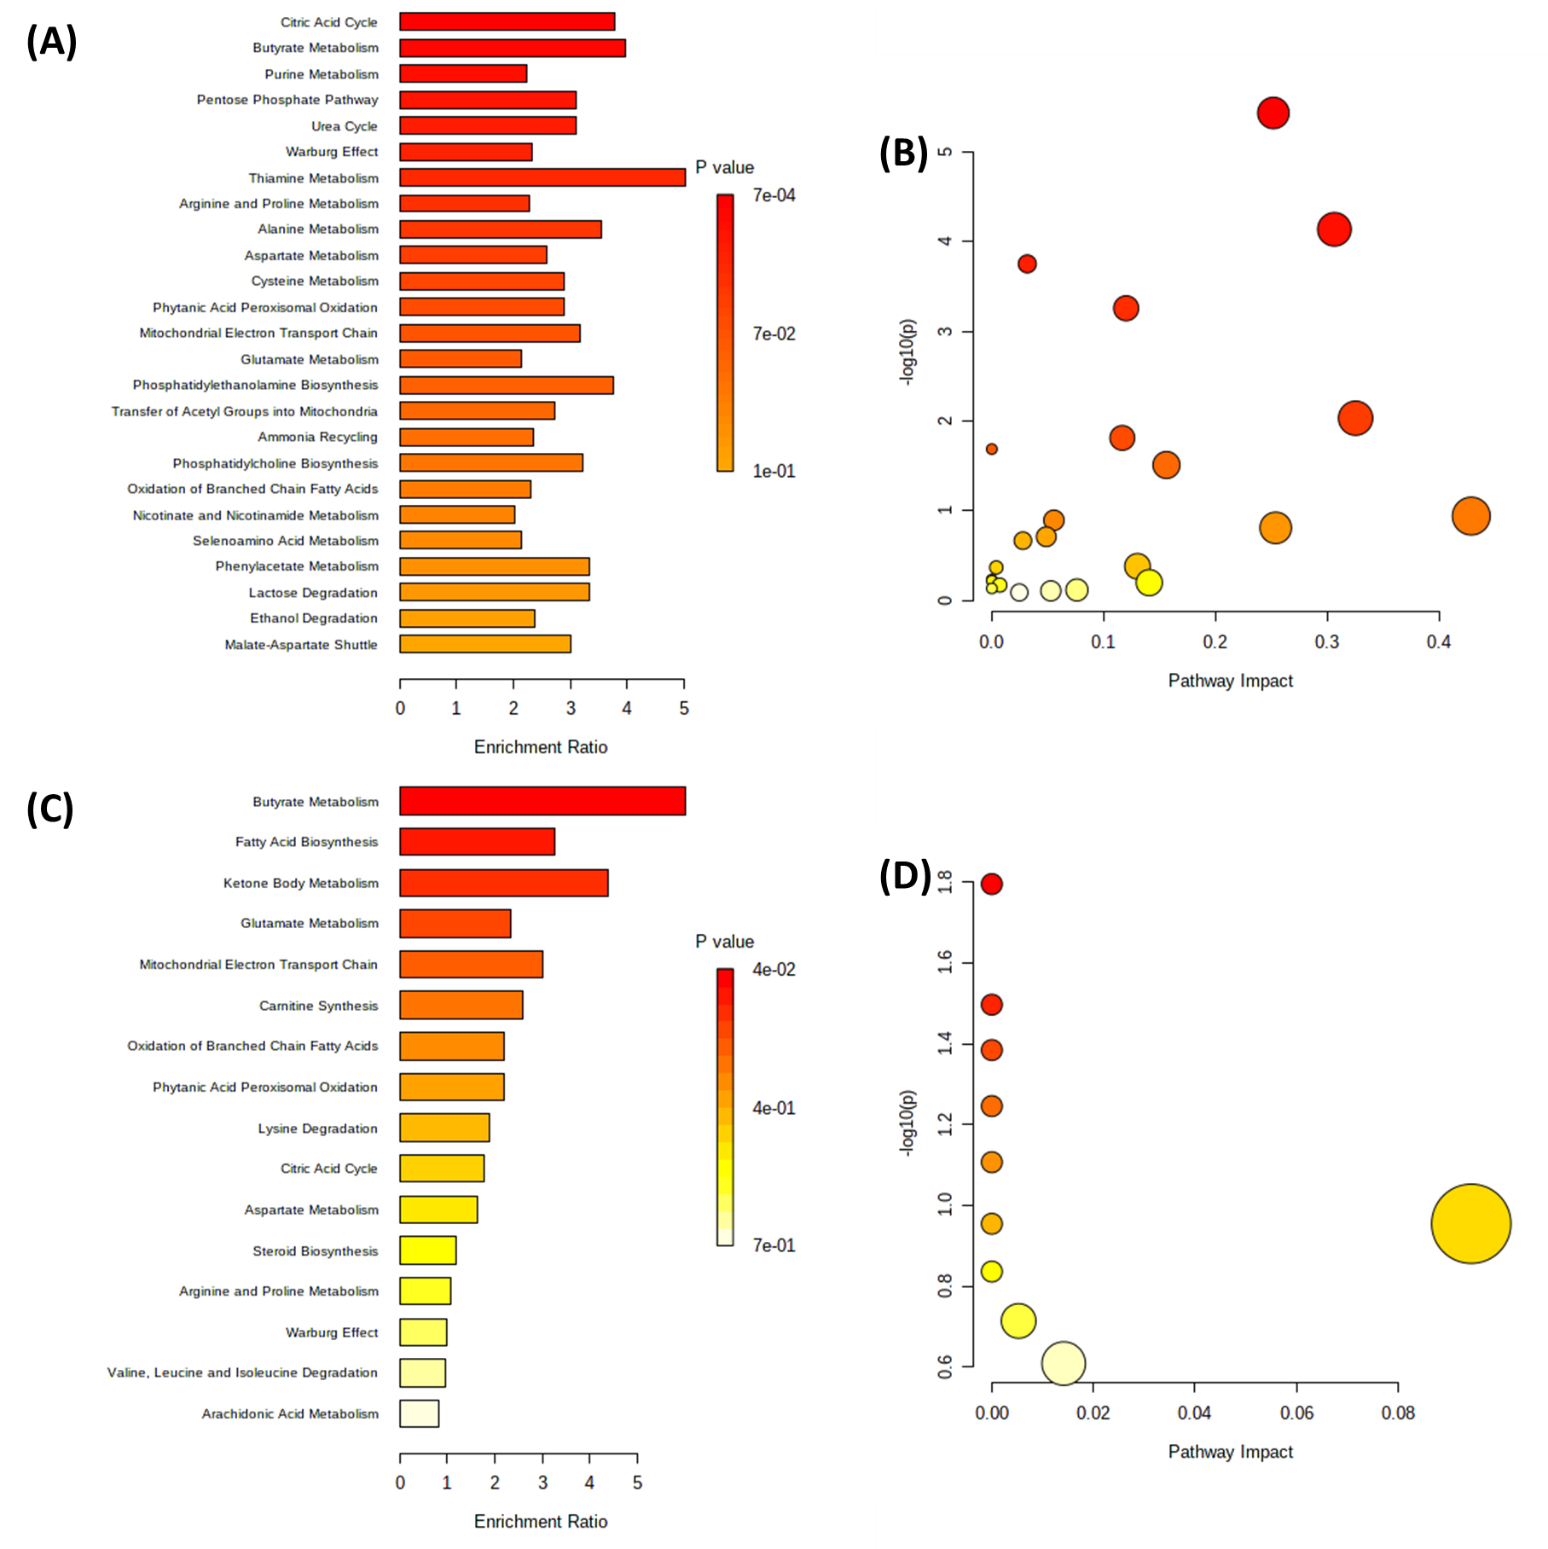 (A)
Citric Acid Cycle
Butyrate Metabolism
Purine Metabolism
Pentose Phosphate Pathway
Urea Cycle
Warburg Effect
Thiamine Metabolism
Arginine and Proline Metabolism
Alanine Metabolism
Aspartate Metabolism
Cysteine Metabolism
Phytanic Acid Peroxisomal Oxidation
Mitochondrial Electron Transport Chain
Glutamate Metabolism
Phosphatidylethanolamine Biosynthesis
Transfer of Acetyl Groups into Mitochondria
Ammonia Recycling
Phosphatidylcholine Biosynthesis
Oxidation of Branched Chain Fatty Acids
Nicotinate and Nicotinamide Metabolism
Selenoamino Acid Metabolism
Phenylacetate Metabolism
Lactose Degradation
Ethanol Degradation
Malate-Aspartate Shuttle
0 1 2 3 4 5
Enrichment Ratio
P value
7e-04
7e-02
1e-01
(B)
5
4
3
2
1
0
-log10(p)
0.0 0.1 0.2 0.3 0.4
Pathway Impact
(C)
Butyrate Metabolism
Fatty Acid Biosynthesis
Ketone Body Metabolism
Glutamate Metabolism
Mitochondrial Electron Transport Chain
Carnitine Synthesis
Oxidation of Branched Chain Fatty Acids
Phytanic Acid Peroxisomal Oxidation
Lysine Degradation
Citric Acid Cycle
Aspartate Metabolism
Steroid Biosynthesis
Arginine and Proline Metabolism
Warburg Effect
Valine, Leucine and Isoleucine Degradation
Arachidonic Acid Metabolism
0 1 2 3 4 5
Enrichment Ratio
P value
4e-02
4e-01
7e-01
(D)
1.8
1.6
1.4
1.2
1.0
0.8
0.6
-log10(p)
0.00 0.02 0.04 0.06 0.08
Pathway Impact